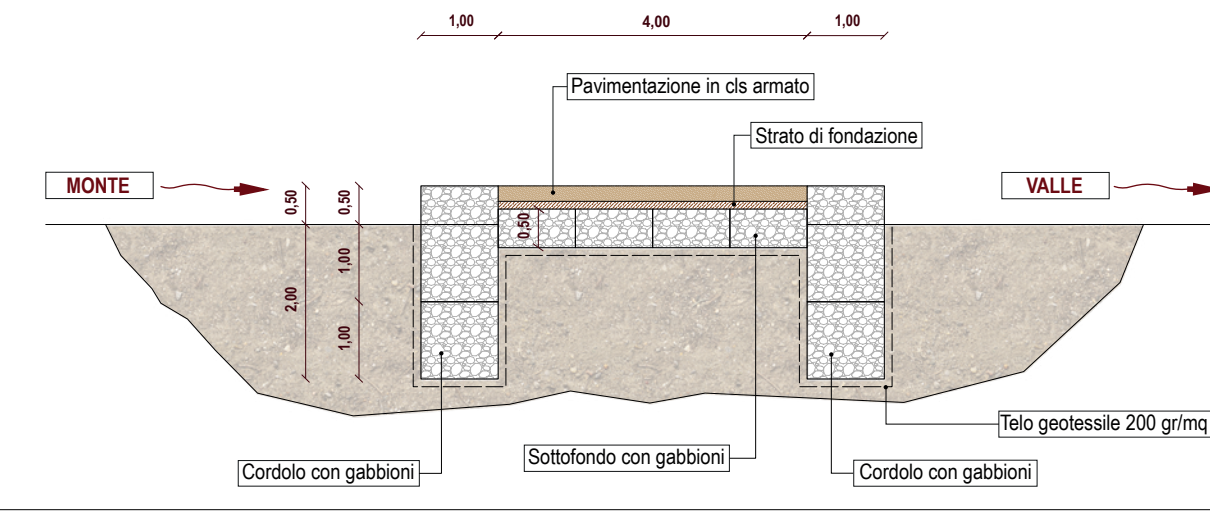 1,00
4,00
1,00
Pavimentazione in cls armato
Strato di fondazione
MONTE
VALLE
0,50
0,50
0,50
1,00
2,00
1,00
Telo geotessile 200 gr/mq
Cordolo con gabbioni
Sottofondo con gabbioni
Cordolo con gabbioni